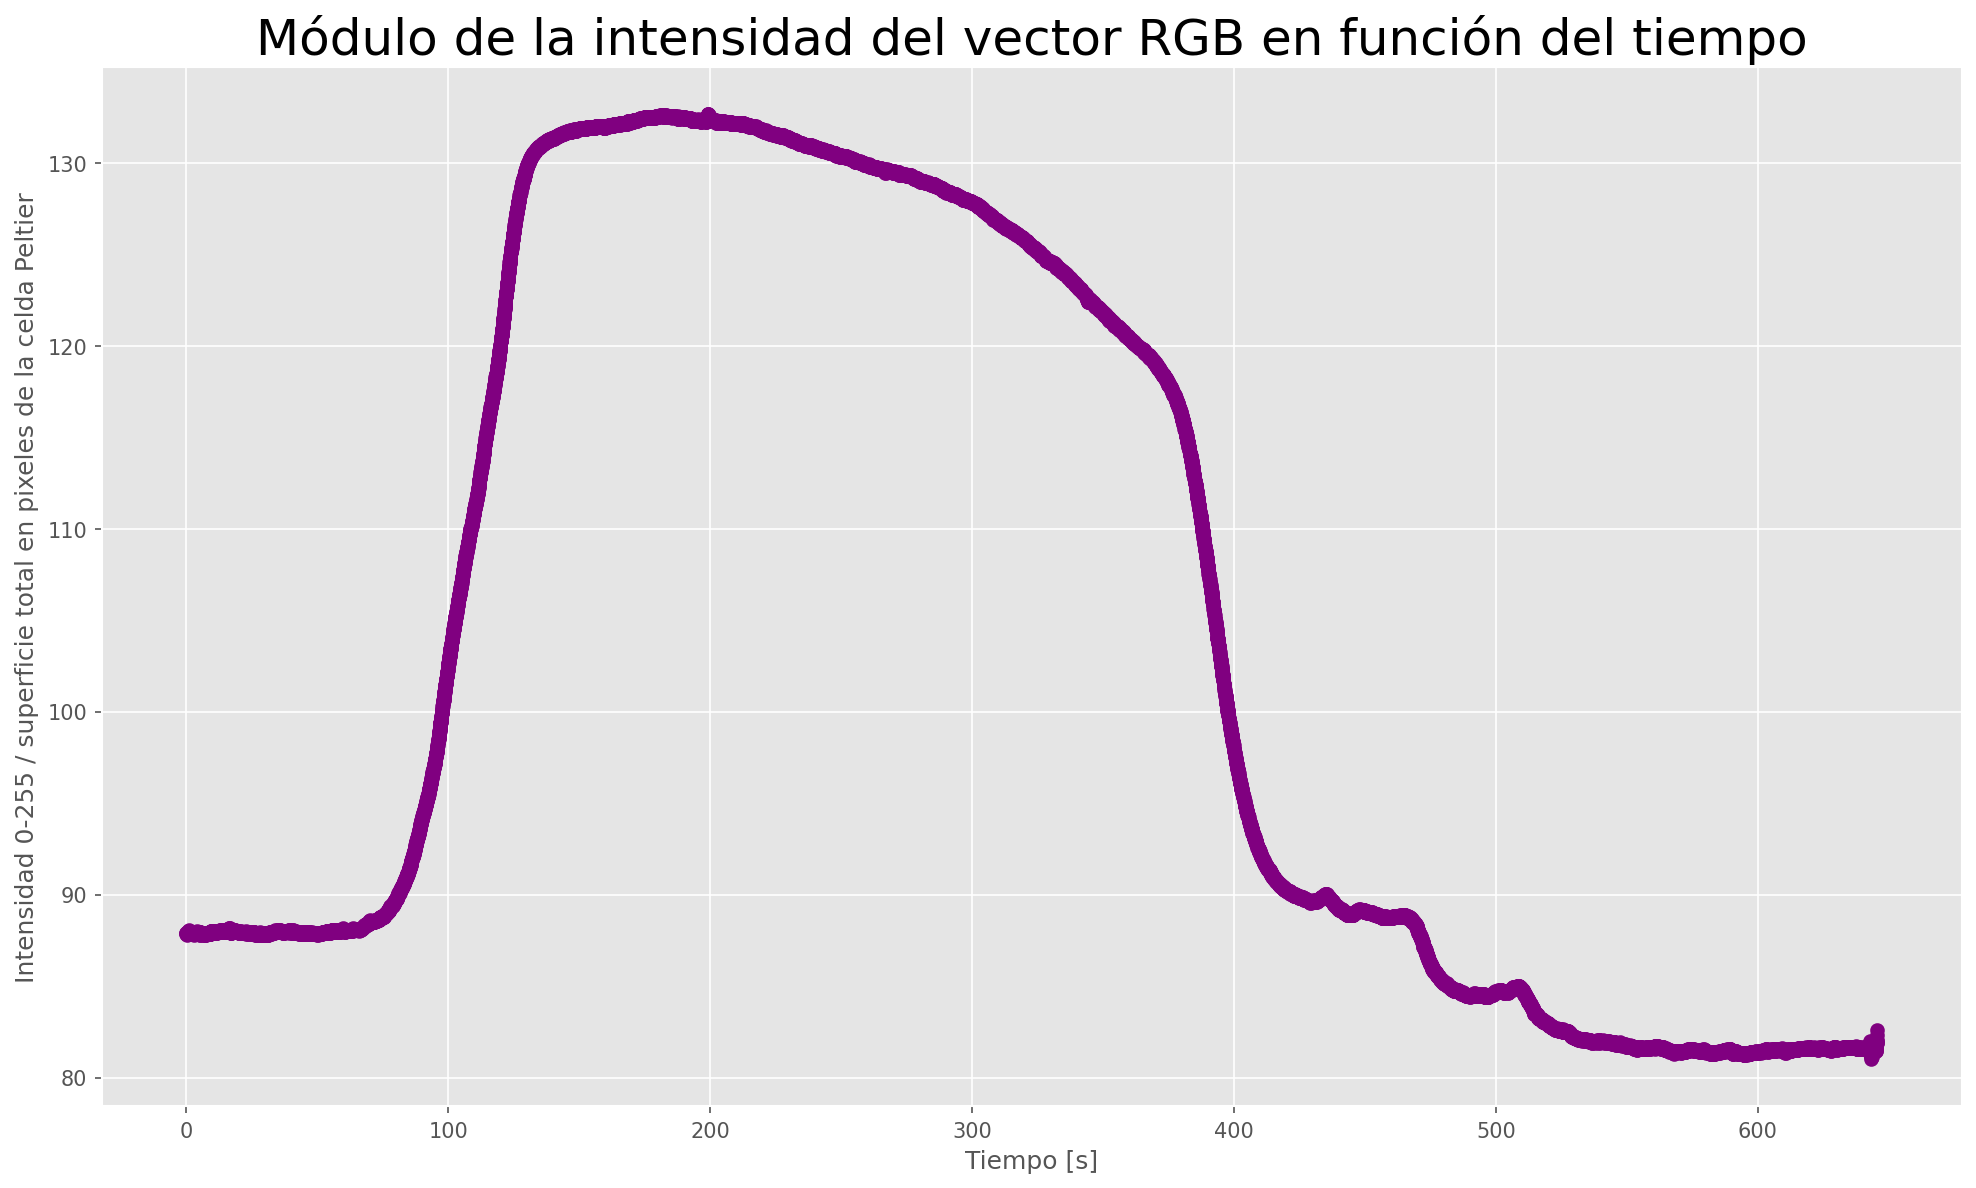 Módulo de la intensidad del vector RGB en función del tiempo
Intensidad 0-255 / superficie total en pixeles de la celda Peltier
130
120
110
100
90
80
0 100 200 300 400 500 600
Tiempo [s]